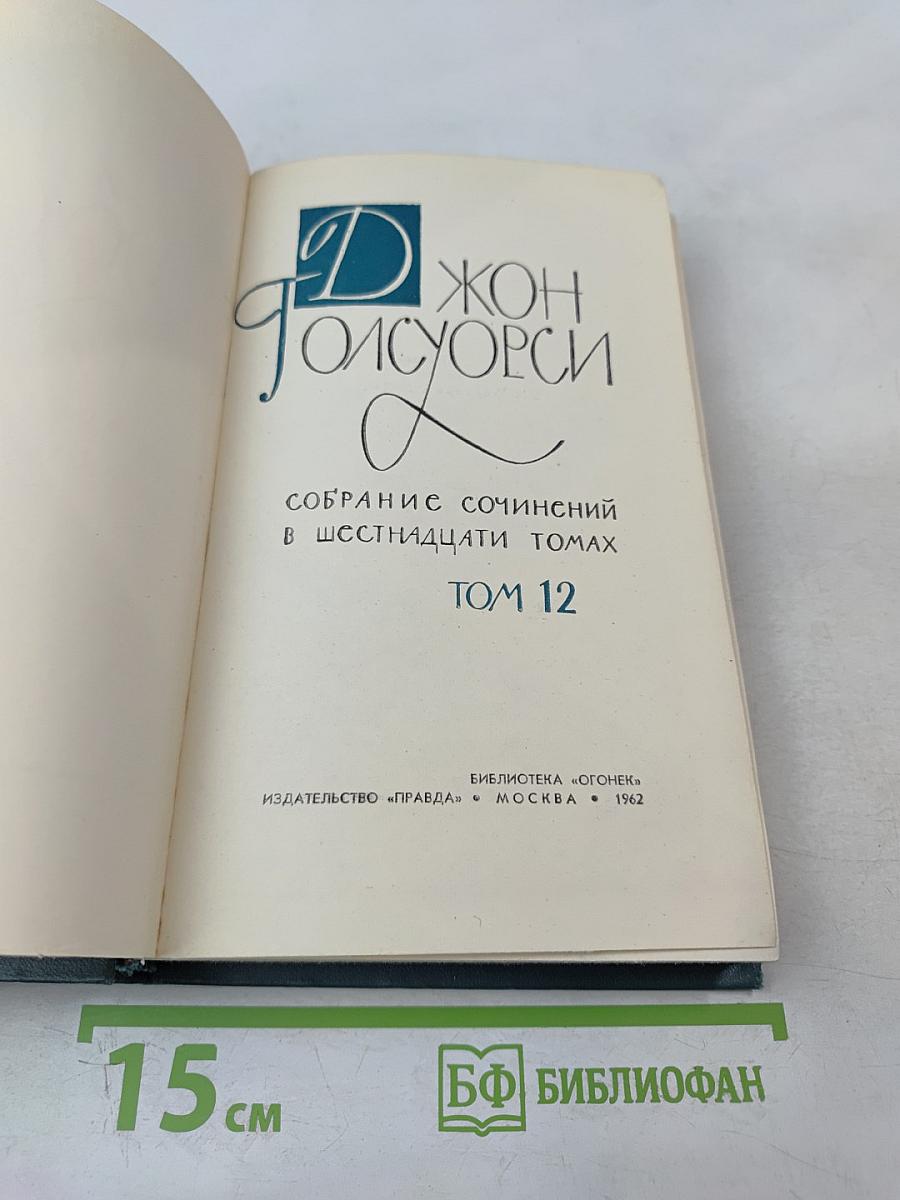 ДЖОН
ГОЛСУОРСИ
СОБРАНИЕ СОЧИНЕНИЙ
В ШЕСТНАДЦАТИ ТОМАХ
ТОМ 12
БИБЛИОТЕКА «ОГОНЕК»
ИЗДАТЕЛЬСТВО «ПРАВДА» • МОСКВА • 1962
15 см
БФ БИБЛИОФАН